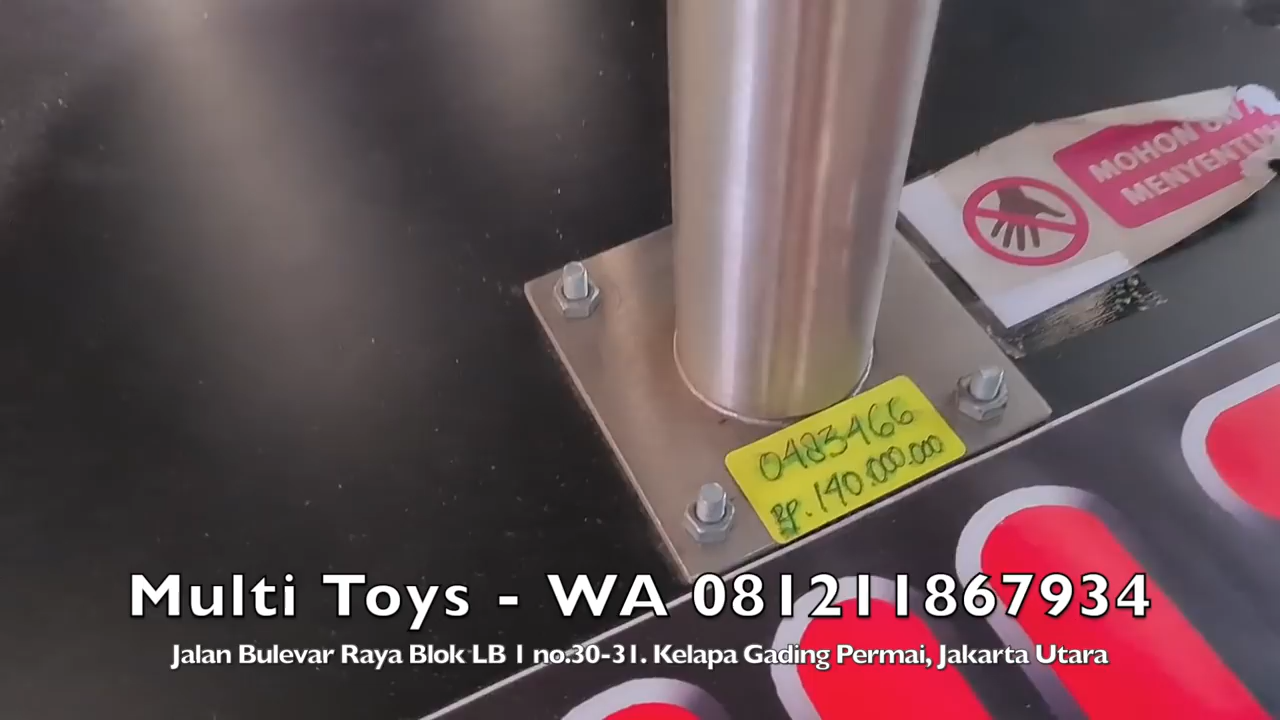 MOHON
MENYENTUH
0483466
Rp. 140.000.000
Multi Toys - WA 081211867934
Jalan Bulevar Raya Blok LB 1 no.30-31. Kelapa Gading Permai, Jakarta Utara